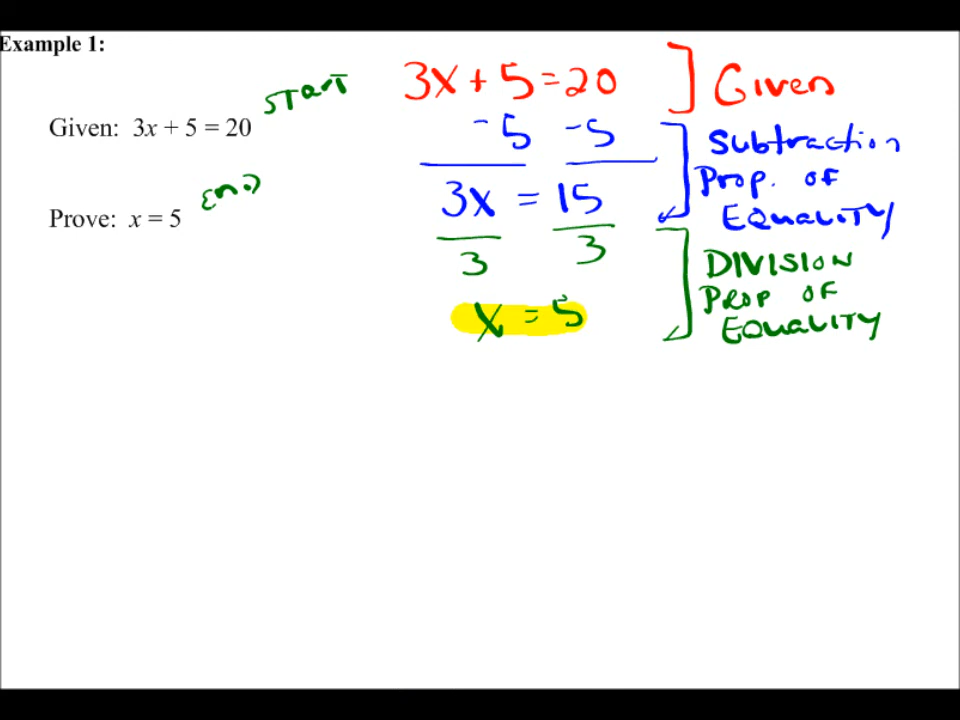 Example 1:
Given: 3x + 5 = 20
START
Prove: x = 5
END
3x + 5 = 20
Given
-5 -5
Subtraction
Prop. of
Equality
3x = 15
3 3
DIVISION
Prop of
Equality
x = 5